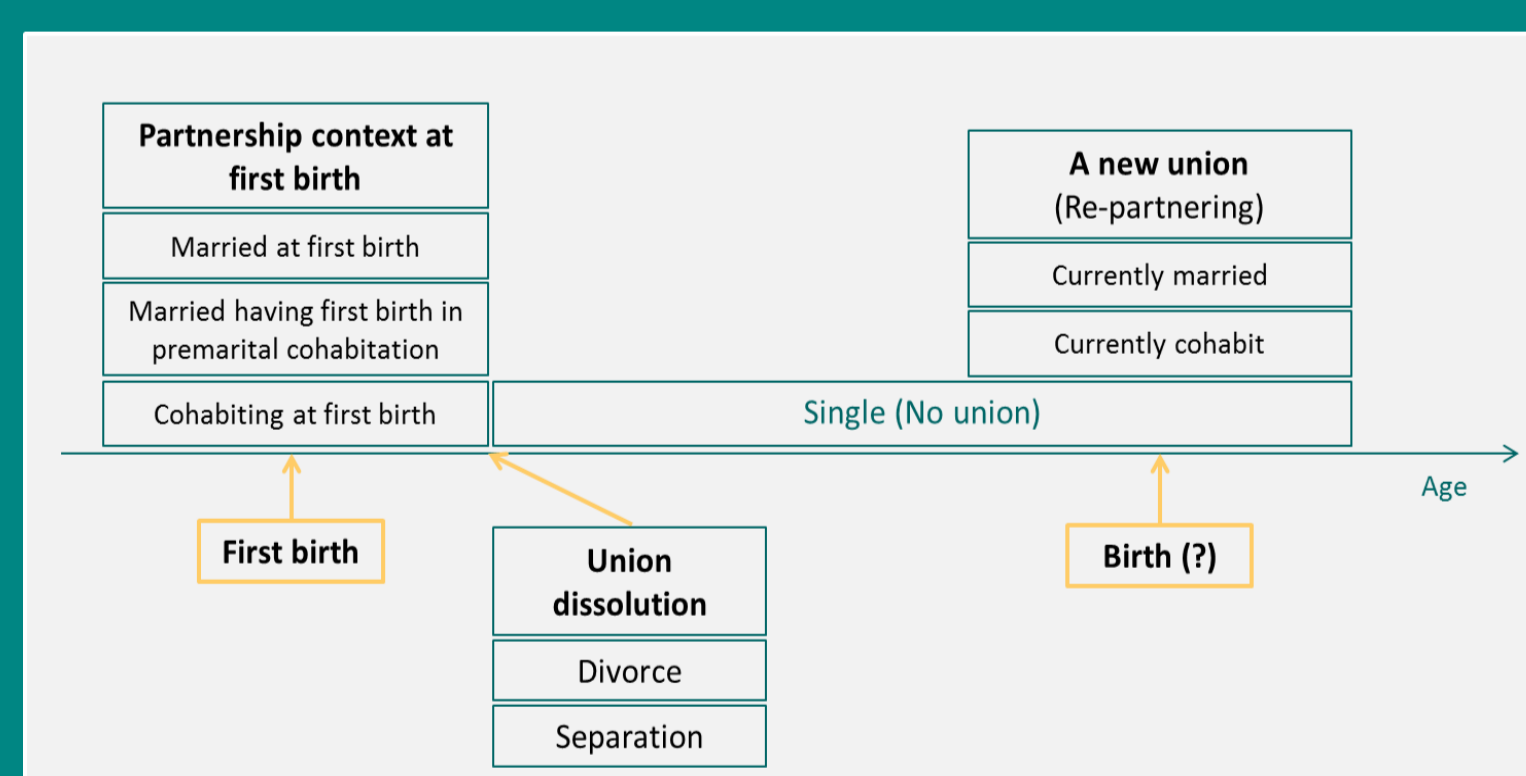 Partnership context at
first birth
Married at first birth
Married having first birth in
premarital cohabitation
Cohabiting at first birth
A new union
(Re-partnering)
Currently married
Currently cohabit
Single (No union)
Age
First birth
Union
dissolution
Divorce
Separation
Birth (?)